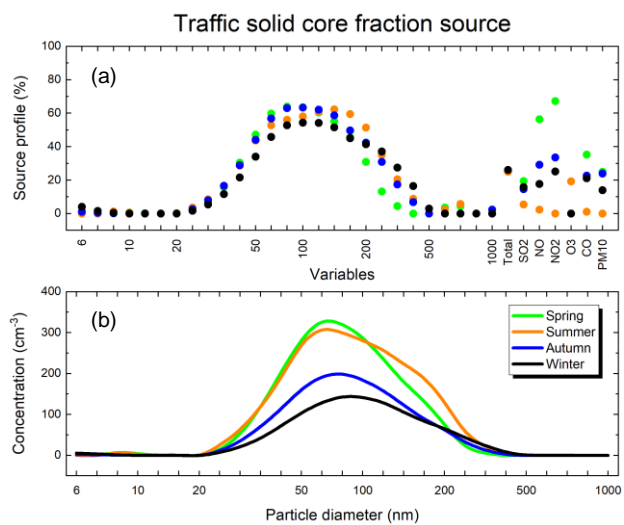 Traffic solid core fraction source
(a)
Source profile (%)
100
80
60
40
20
0
6 10 20 50 100 200 500 1000 Total SO2 NO NO2 O3 CO PM10
Variables
(b)
Concentration (cm-3)
400
300
200
100
0
Spring
Summer
Autumn
Winter
6 10 20 50 100 200 500 1000
Particle diameter (nm)